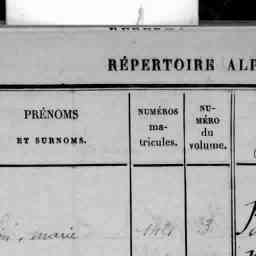 RÉPERTOIRE ALP
PRÉNOMS
ET SURNOMS.
NUMÉROS
ma-
tricules.
NU-
MÉRO
du
volume.
marie